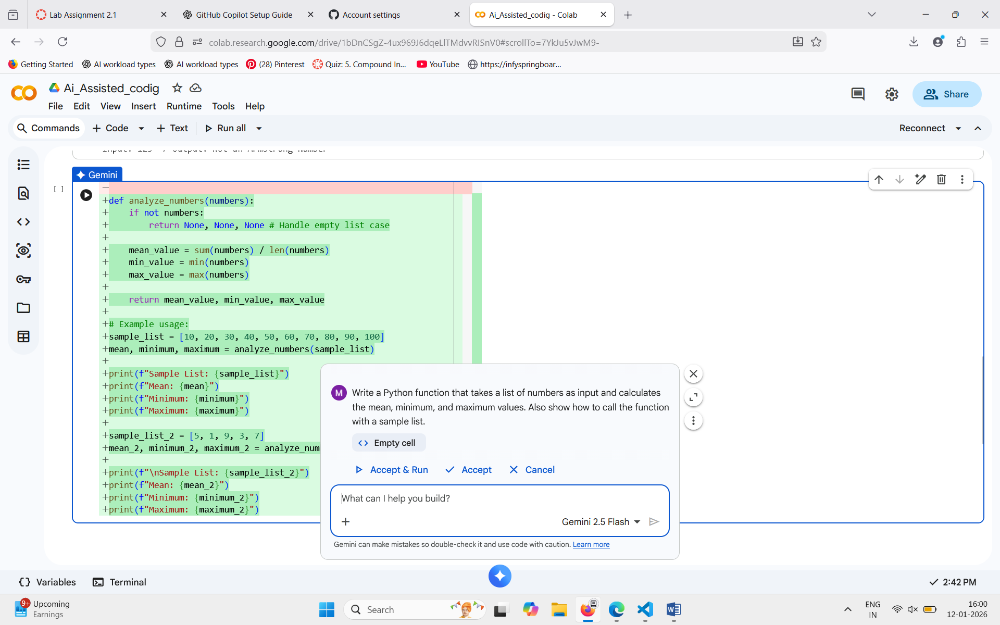 Lab Assignment 2.1
GitHub Copilot Setup Guide
Account settings
Ai_Assisted_codig - Colab
colab.research.google.com/drive/1bDnCSgZ-4ux969J6dqeLlTMdvvRISnV0#scrollTo=7YkJu5vJwM9-
Getting Started
AI workload types
AI workload types
(28) Pinterest
Quiz: 5. Compound In...
YouTube
https://infyspringboar...
Ai_Assisted_codig
File Edit View Insert Runtime Tools Help
Share
Commands + Code + Text Run all
Reconnect
Gemini
[ ]
+def analyze_numbers(numbers):
+    if not numbers:
+        return None, None, None # Handle empty list case
+
+    mean_value = sum(numbers) / len(numbers)
+    min_value = min(numbers)
+    max_value = max(numbers)
+
+    return mean_value, min_value, max_value
+
+# Example usage:
+sample_list = [10, 20, 30, 40, 50, 60, 70, 80, 90, 100]
+mean, minimum, maximum = analyze_numbers(sample_list)
+
+print(f"Sample List: {sample_list}")
+print(f"Mean: {mean}")
+print(f"Minimum: {minimum}")
+print(f"Maximum: {maximum}")
+
+sample_list_2 = [5, 1, 9, 3, 7]
+mean_2, minimum_2, maximum_2 = analyze_num
+
+print(f"\nSample List: {sample_list_2}")
+print(f"Mean: {mean_2}")
+print(f"Minimum: {minimum_2}")
+print(f"Maximum: {maximum_2}")
M
Write a Python function that takes a list of numbers as input and calculates
the mean, minimum, and maximum values. Also show how to call the function
with a sample list.
Empty cell
Accept & Run Accept Cancel
What can I help you build?
Gemini 2.5 Flash
Gemini can make mistakes so double-check it and use code with caution. Learn more
Variables
Terminal
2:42 PM
9+
Upcoming
Earnings
Search
ENG
IN
16:00
12-01-2026